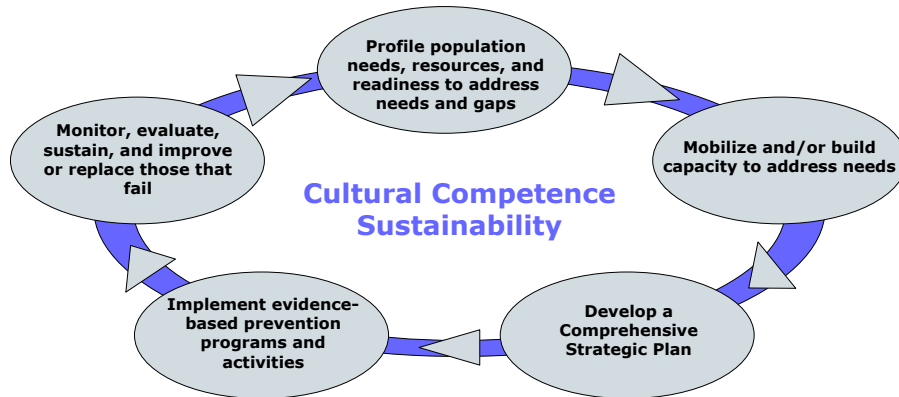 Profile population
needs, resources, and
readiness to address
needs and gaps
Mobilize and/or build
capacity to address needs
Develop a
Comprehensive
Strategic Plan
Implement evidence-
based prevention
programs and
activities
Monitor, evaluate,
sustain, and improve
or replace those that
fail
Cultural Competence
Sustainability